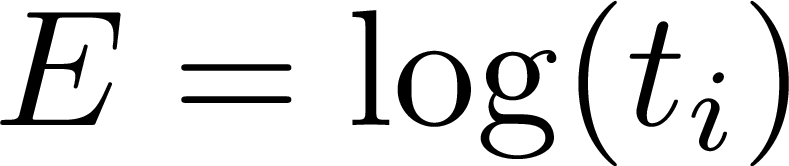 E = log(t_i)